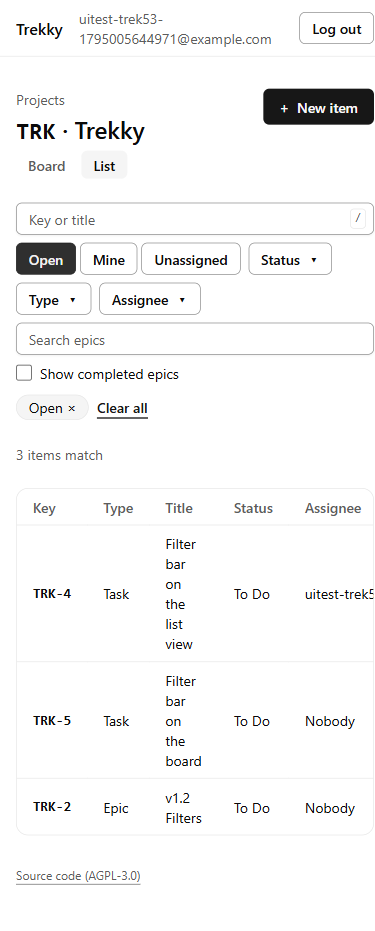 Trekky
uitest-trek53-
1795005644971@example.com
Log out
Projects
+ New item
TRK · Trekky
Board List
Key or title /
Open Mine Unassigned Status ▾
Type ▾ Assignee ▾
Search epics
Show completed epics
Open × Clear all
3 items match
Key Type Title Status Assignee
TRK-4 Task Filter bar on the list view To Do uitest-trek5
TRK-5 Task Filter bar on the board To Do Nobody
TRK-2 Epic v1.2 Filters To Do Nobody
Source code (AGPL-3.0)